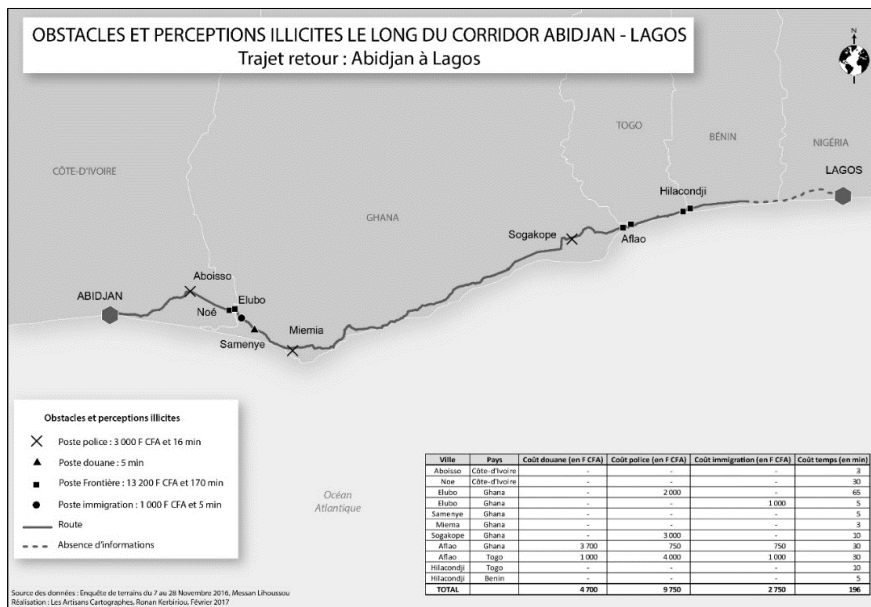 OBSTACLES ET PERCEPTIONS ILLICITES LE LONG DU CORRIDOR ABIDJAN - LAGOS
Trajet retour : Abidjan à Lagos
N
TOGO
BÉNIN
NIGÉRIA
CÔTE-D'IVOIRE
LAGOS
Hilacondji
GHANA
Sogakope
Aflao
Aboisso
ABIDJAN
Elubo
Noé
Miemia
Samenye
Obstacles et perceptions illicites
Poste police : 3 000 F CFA et 16 min
Poste douane : 5 min
Poste Frontière : 13 200 F CFA et 170 min
Poste immigration : 1 000 F CFA et 5 min
Route
Absence d'informations
Océan
Atlantique
Ville Pays Coût douane (en F CFA) Coût police (en F CFA) Coût immigration (en F CFA) Coût temps (en min)
Aboisso Côte-d'Ivoire - - - 3
Noe Côte-d'Ivoire - - - 30
Elubo Ghana - 2 000 - 65
Elubo Ghana - - 1 000 5
Samenye Ghana - - - 5
Miema Ghana - - - 3
Sogakope Ghana - 3 000 - 10
Aflao Ghana 3 700 750 750 30
Aflao Togo 1 000 4 000 1 000 30
Hilacondji Togo - - - 10
Hilacondji Benin - - - 5
TOTAL 4 700 9 750 2 750 196
Source des données : Enquête de terrains du 7 au 28 Novembre 2016, Messan Lihoussou
Réalisation : Les Artisans Cartographes, Ronan Kerbiriou, Février 2017